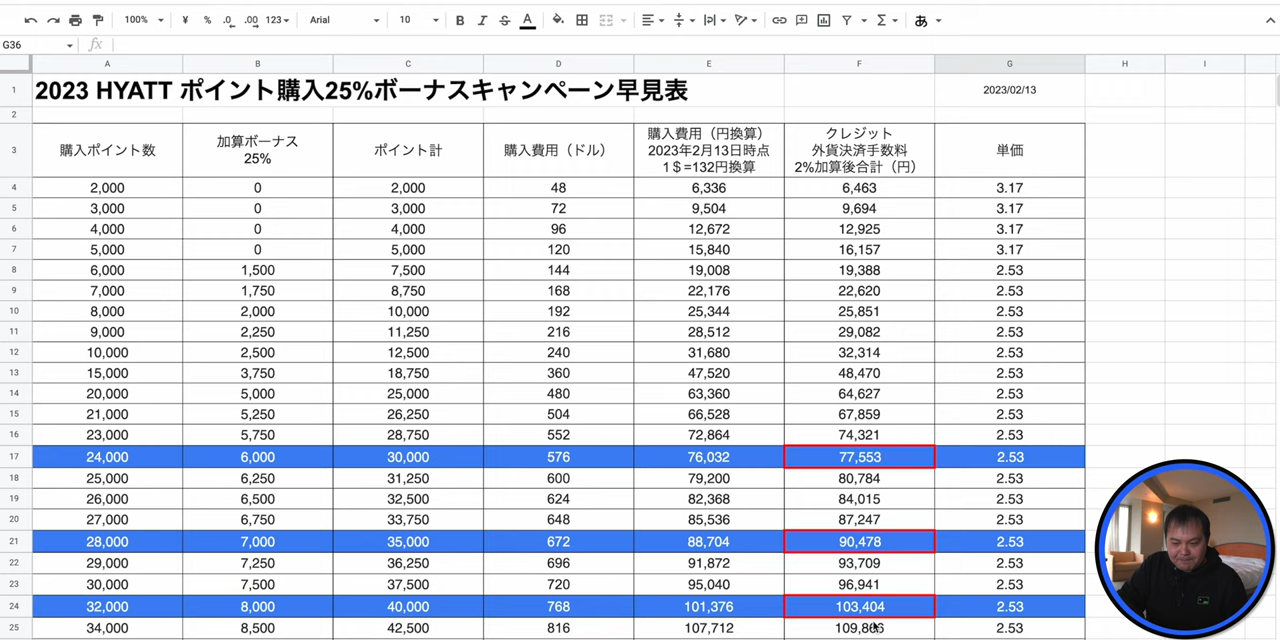 100% ¥ % .0 .00 123 Arial 10 B I S A あ
G36 fx
A B C D E F G H I
1 2023 HYATT ポイント購入25%ボーナスキャンペーン早見表 2023/02/13
2
3 購入ポイント数 加算ボーナス 25% ポイント計 購入費用（ドル） 購入費用（円換算） 2023年2月13日時点 1＄=132円換算 クレジット 外貨決済手数料 2%加算後合計（円） 単価
4 2,000 0 2,000 48 6,336 6,463 3.17
5 3,000 0 3,000 72 9,504 9,694 3.17
6 4,000 0 4,000 96 12,672 12,925 3.17
7 5,000 0 5,000 120 15,840 16,157 3.17
8 6,000 1,500 7,500 144 19,008 19,388 2.53
9 7,000 1,750 8,750 168 22,176 22,620 2.53
10 8,000 2,000 10,000 192 25,344 25,851 2.53
11 9,000 2,250 11,250 216 28,512 29,082 2.53
12 10,000 2,500 12,500 240 31,680 32,314 2.53
13 15,000 3,750 18,750 360 47,520 48,470 2.53
14 20,000 5,000 25,000 480 63,360 64,627 2.53
15 21,000 5,250 26,250 504 66,528 67,859 2.53
16 23,000 5,750 28,750 552 72,864 74,321 2.53
17 24,000 6,000 30,000 576 76,032 77,553 2.53
18 25,000 6,250 31,250 600 79,200 80,784 2.53
19 26,000 6,500 32,500 624 82,368 84,015 2.53
20 27,000 6,750 33,750 648 85,536 87,247 2.53
21 28,000 7,000 35,000 672 88,704 90,478 2.53
22 29,000 7,250 36,250 696 91,872 93,709 2.53
23 30,000 7,500 37,500 720 95,040 96,941 2.53
24 32,000 8,000 40,000 768 101,376 103,404 2.53
25 34,000 8,500 42,500 816 107,712 2.53